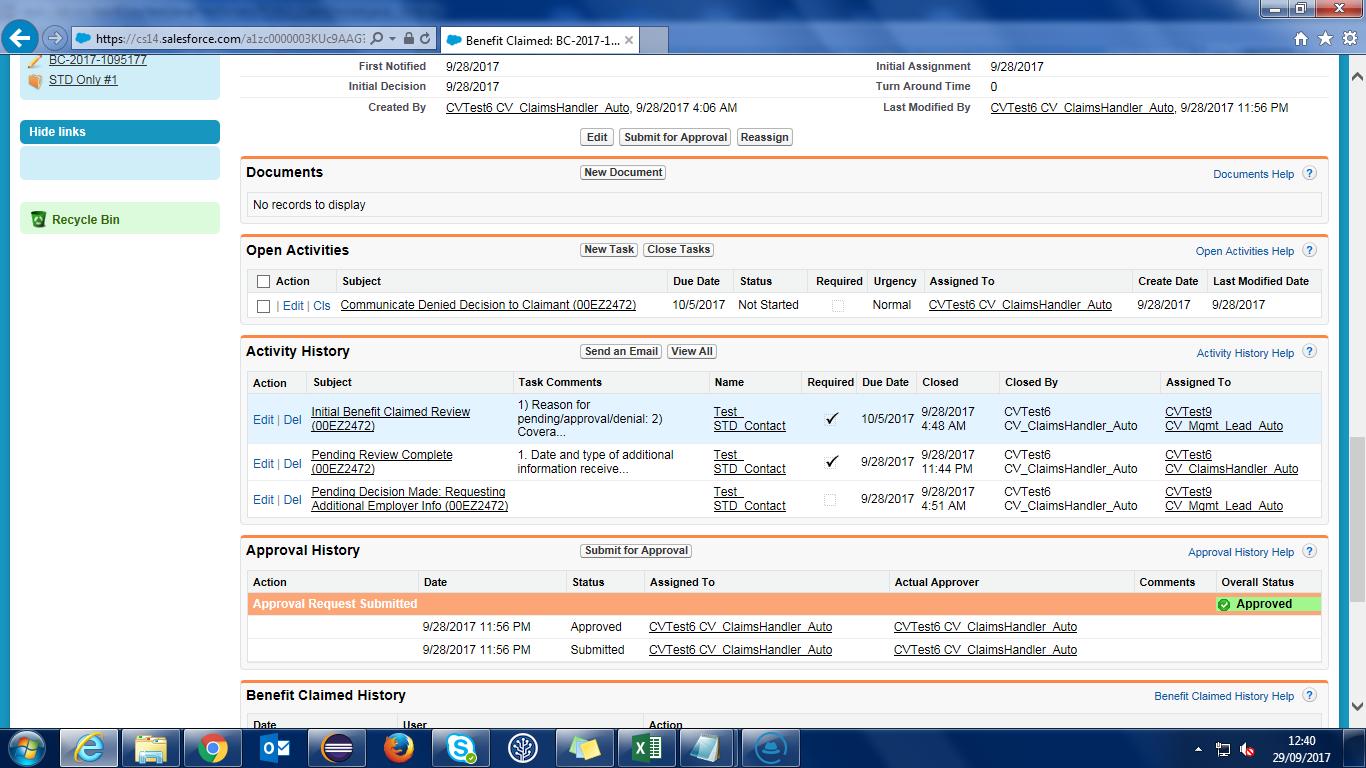 https://cs14.salesforce.com/a1zc0000003KUc9AAG
Benefit Claimed: BC-2017-1...
BC-2017-1095177
STD Only #1
Hide links
Recycle Bin
First Notified 9/28/2017 Initial Assignment 9/28/2017
Initial Decision 9/28/2017 Turn Around Time 0
Created By CVTest6 CV_ClaimsHandler_Auto, 9/28/2017 4:06 AM Last Modified By CVTest6 CV_ClaimsHandler_Auto, 9/28/2017 11:56 PM
Edit Submit for Approval Reassign
Documents New Document Documents Help ?
No records to display
Open Activities New Task Close Tasks Open Activities Help ?
Action Subject Due Date Status Required Urgency Assigned To Create Date Last Modified Date
| Edit | Cls Communicate Denied Decision to Claimant (00EZ2472) 10/5/2017 Not Started Normal CVTest6 CV_ClaimsHandler_Auto 9/28/2017 9/28/2017
Activity History Send an Email View All Activity History Help ?
Action Subject Task Comments Name Required Due Date Closed Closed By Assigned To
Edit | Del Initial Benefit Claimed Review (00EZ2472) 1) Reason for pending/approval/denial: 2) Covera... Test_ STD_Contact 10/5/2017 9/28/2017 4:48 AM CVTest6 CV_ClaimsHandler_Auto CVTest9 CV_Mgmt_Lead_Auto
Edit | Del Pending Review Complete (00EZ2472) 1. Date and type of additional information receive... Test_ STD_Contact 9/28/2017 9/28/2017 11:44 PM CVTest6 CV_ClaimsHandler_Auto CVTest6 CV_ClaimsHandler_Auto
Edit | Del Pending Decision Made: Requesting Additional Employer Info (00EZ2472) Test_ STD_Contact 9/28/2017 9/28/2017 4:51 AM CVTest6 CV_ClaimsHandler_Auto CVTest9 CV_Mgmt_Lead_Auto
Approval History Submit for Approval Approval History Help ?
Action Date Status Assigned To Actual Approver Comments Overall Status
Approval Request Submitted Approved
9/28/2017 11:56 PM Approved CVTest6 CV_ClaimsHandler_Auto CVTest6 CV_ClaimsHandler_Auto
9/28/2017 11:56 PM Submitted CVTest6 CV_ClaimsHandler_Auto CVTest6 CV_ClaimsHandler_Auto
Benefit Claimed History Benefit Claimed History Help ?
Date User Action
12:40
29/09/2017